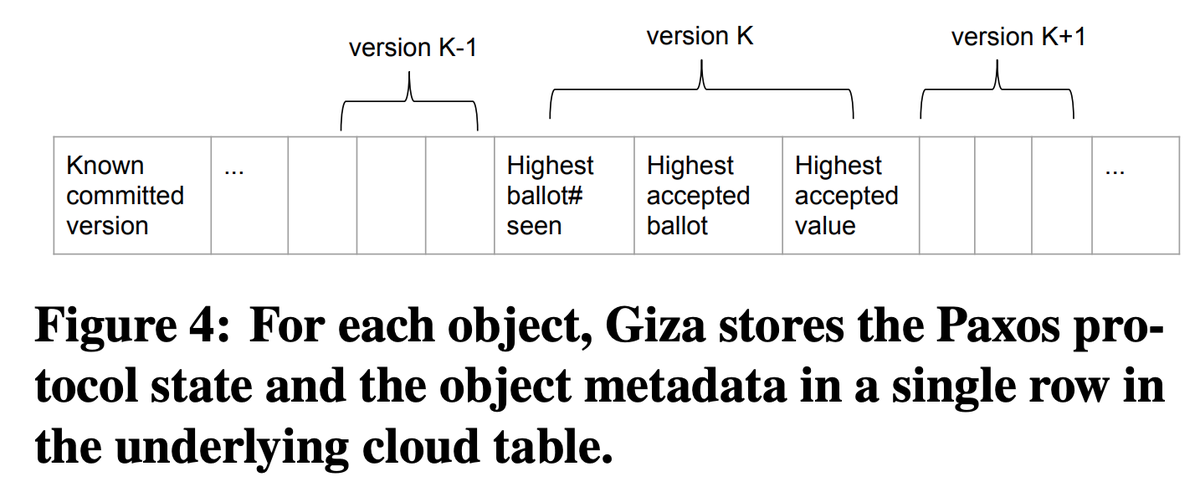 version K-1
version K
version K+1
Known
committed
version
...
Highest
ballot#
seen
Highest
accepted
ballot
Highest
accepted
value
...
Figure 4: For each object, Giza stores the Paxos pro-
tocol state and the object metadata in a single row in
the underlying cloud table.